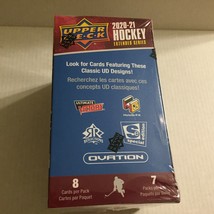 UPPER DECK
2020-21
HOCKEY
EXTENDED SERIES
Look for Cards Featuring These
Classic UD Designs!
Recherchez les cartes avec ces
concepts UD classiques!
ULTIMATE
OVATION
8
Cards per Pack
Cartes par Paquet
7